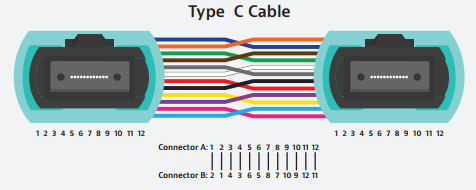 Type C Cable
1 2 3 4 5 6 7 8 9 10 11 12
1 2 3 4 5 6 7 8 9 10 11 12
Connector A: 1 2 3 4 5 6 7 8 9 10 11 12
Connector B: 2 1 4 3 6 5 8 7 10 9 12 11